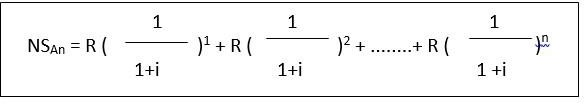 1 1 1
NSAn = R ( )1 + R ( )2 + ........+ R ( )n
1+i 1+i 1 +i